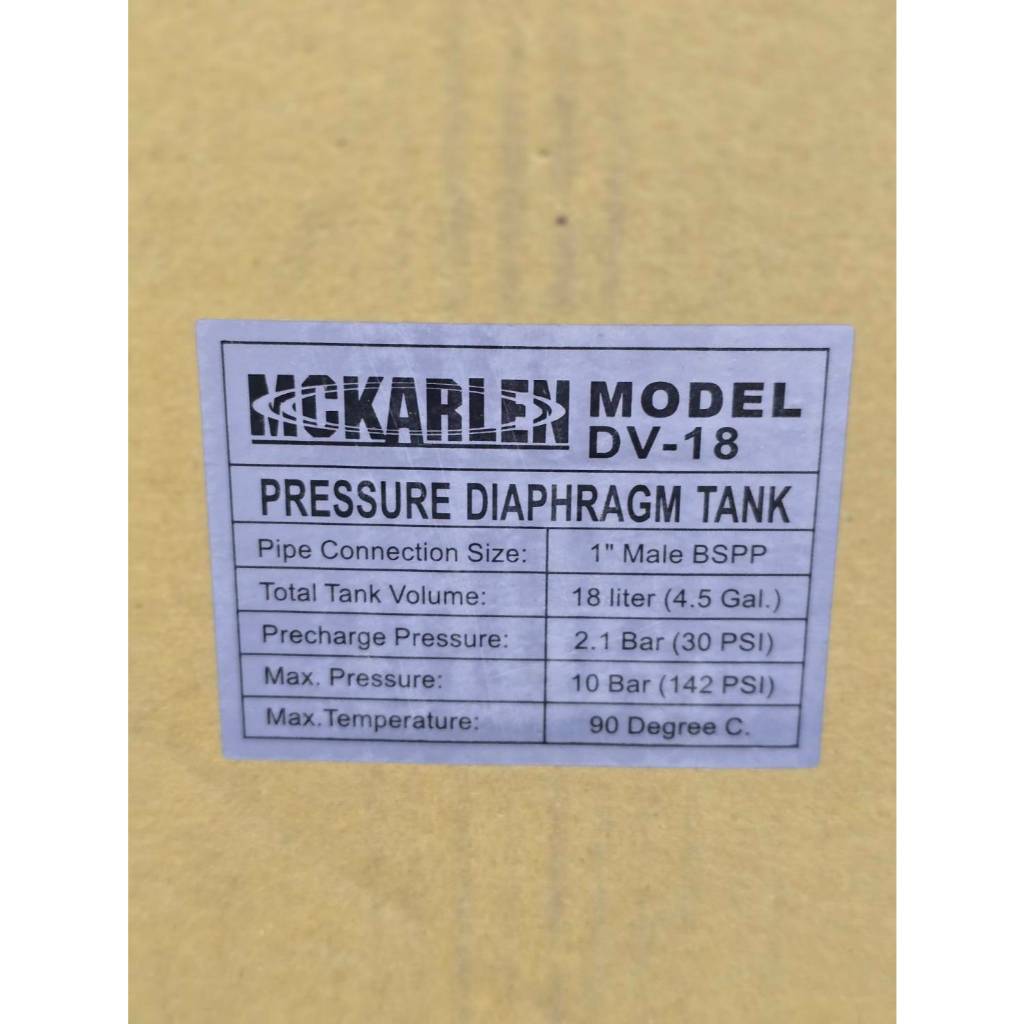 MCKARLEN MODEL
DV-18
PRESSURE DIAPHRAGM TANK
Pipe Connection Size: 1" Male BSPP
Total Tank Volume: 18 liter (4.5 Gal.)
Precharge Pressure: 2.1 Bar (30 PSI)
Max. Pressure: 10 Bar (142 PSI)
Max.Temperature: 90 Degree C.